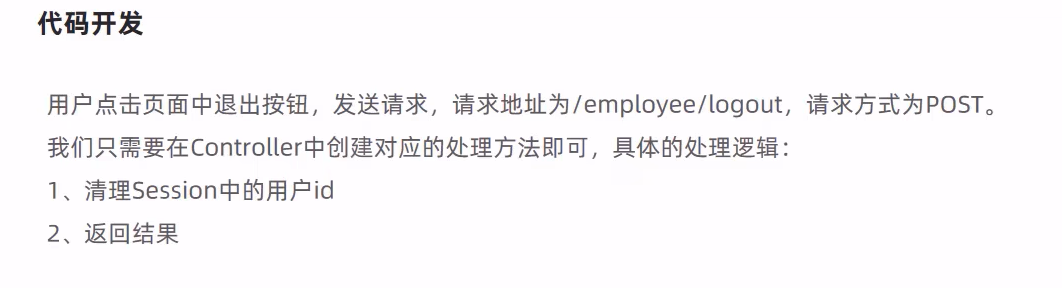 代码开发
用户点击页面中退出按钮，发送请求，请求地址为/employee/logout，请求方式为POST。
我们只需要在Controller中创建对应的处理方法即可，具体的处理逻辑：
1、清理Session中的用户id
2、返回结果